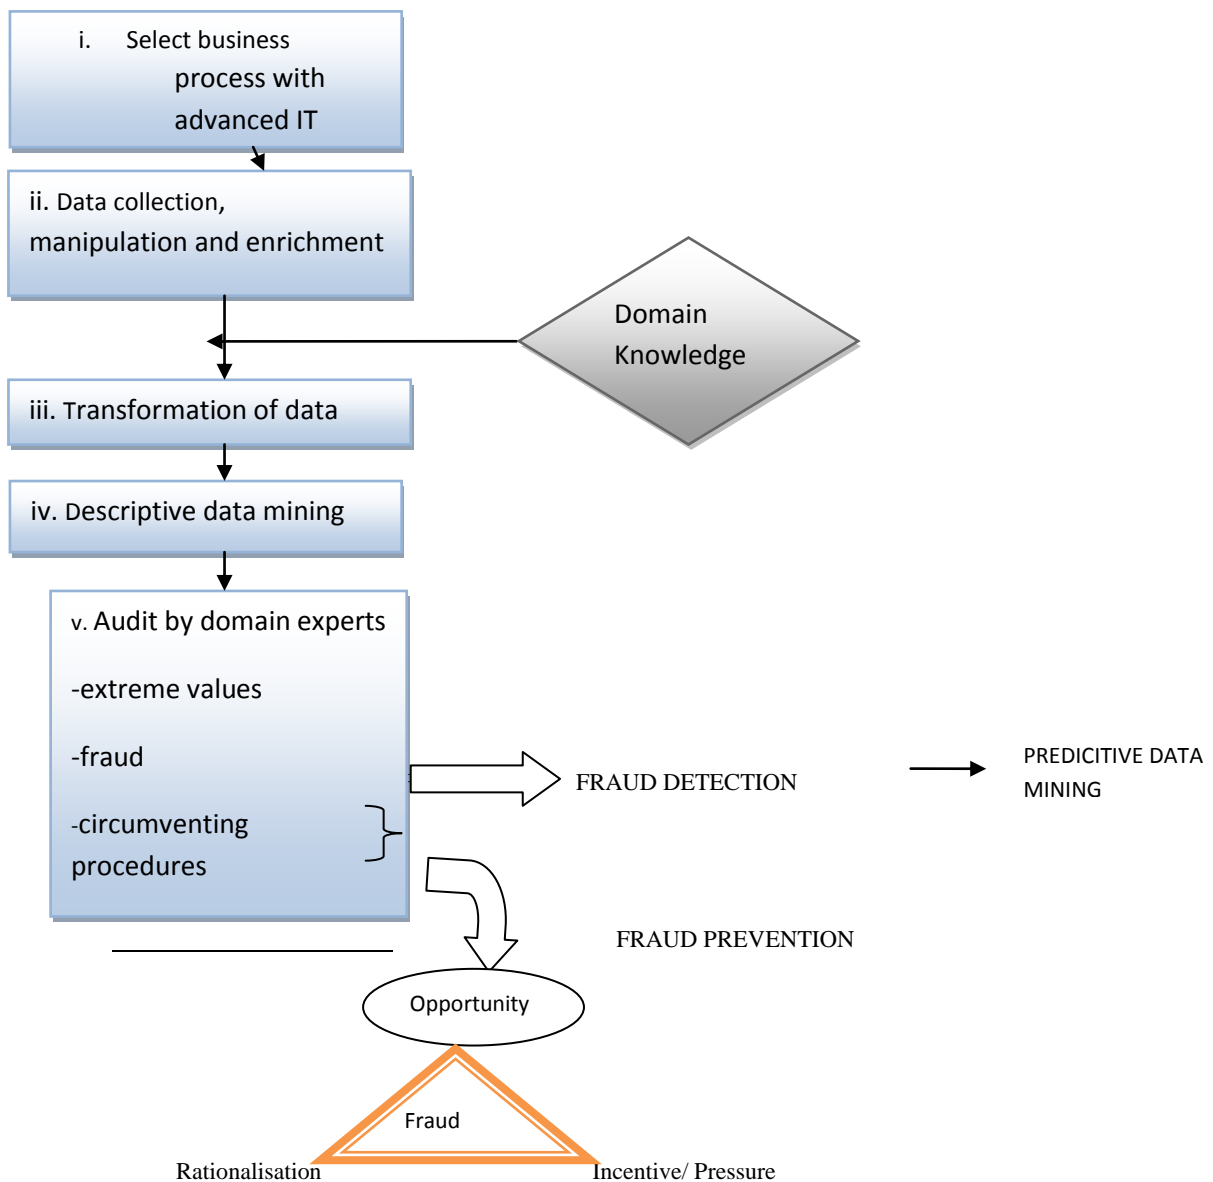 i. Select business
process with
advanced IT
ii. Data collection,
manipulation and enrichment
Domain
Knowledge
iii. Transformation of data
iv. Descriptive data mining
v. Audit by domain experts
-extreme values
-fraud
-circumventing
procedures
FRAUD DETECTION
PREDICITIVE DATA
MINING
FRAUD PREVENTION
Opportunity
Fraud
Rationalisation
Incentive/ Pressure